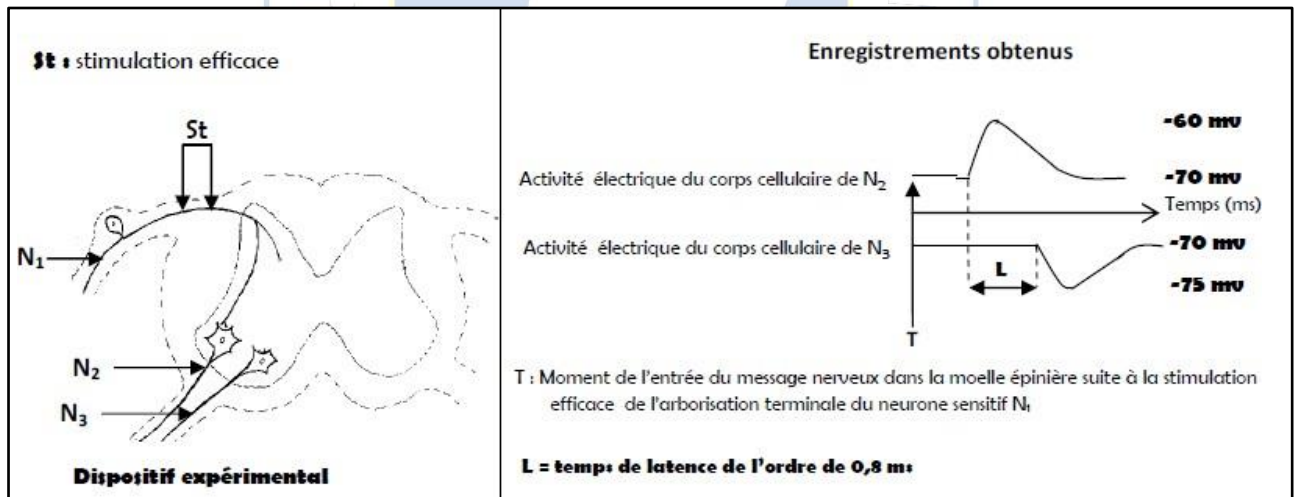 St : stimulation efficace
St
N1
N2
N3
Dispositif expérimental
Enregistrements obtenus
-60 mv
Activité électrique du corps cellulaire de N2
-70 mv
Temps (ms)
Activité électrique du corps cellulaire de N3
-70 mv
L
-75 mv
T
T : Moment de l'entrée du message nerveux dans la moelle épinière suite à la stimulation
efficace de l'arborisation terminale du neurone sensitif N1
L = temps de latence de l'ordre de 0,8 ms